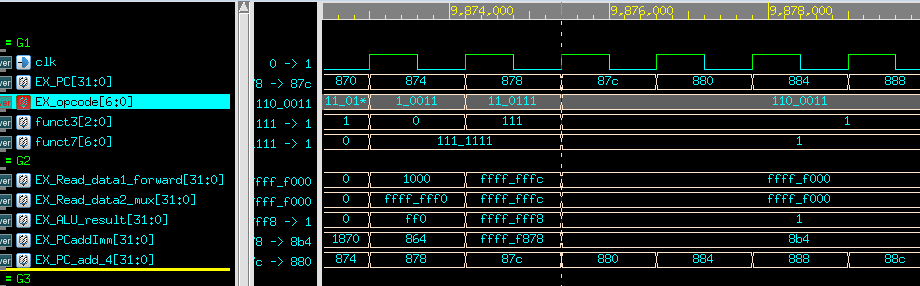 9,874,000 9,876,000 9,878,000
= G1
ver clk 0 -> 1
ver EX_PC[31:0] 78 -> 87c 870 874 878 87c 880 884 888
ver EX_opcode[6:0] 110_0011 11_01* 1_0011 11_0111 110_0011
ver funct3[2:0] 111 -> 1 1 0 111 1
ver funct7[6:0] 1111 -> 1 0 111_1111 1
= G2
ver EX_Read_data1_forward[31:0] ffff_f000 0 1000 ffff_fffc ffff_f000
ver EX_Read_data2_mux[31:0] ffff_f000 0 ffff_fff0 ffff_fffc ffff_f000
ver EX_ALU_result[31:0] fff8 -> 1 0 ff0 ffff_fff8 1
ver EX_PCaddImm[31:0] 78 -> 8b4 1870 864 ffff_f878 8b4
ver EX_PC_add_4[31:0] 7c -> 880 874 878 87c 880 884 888 88c
= G3